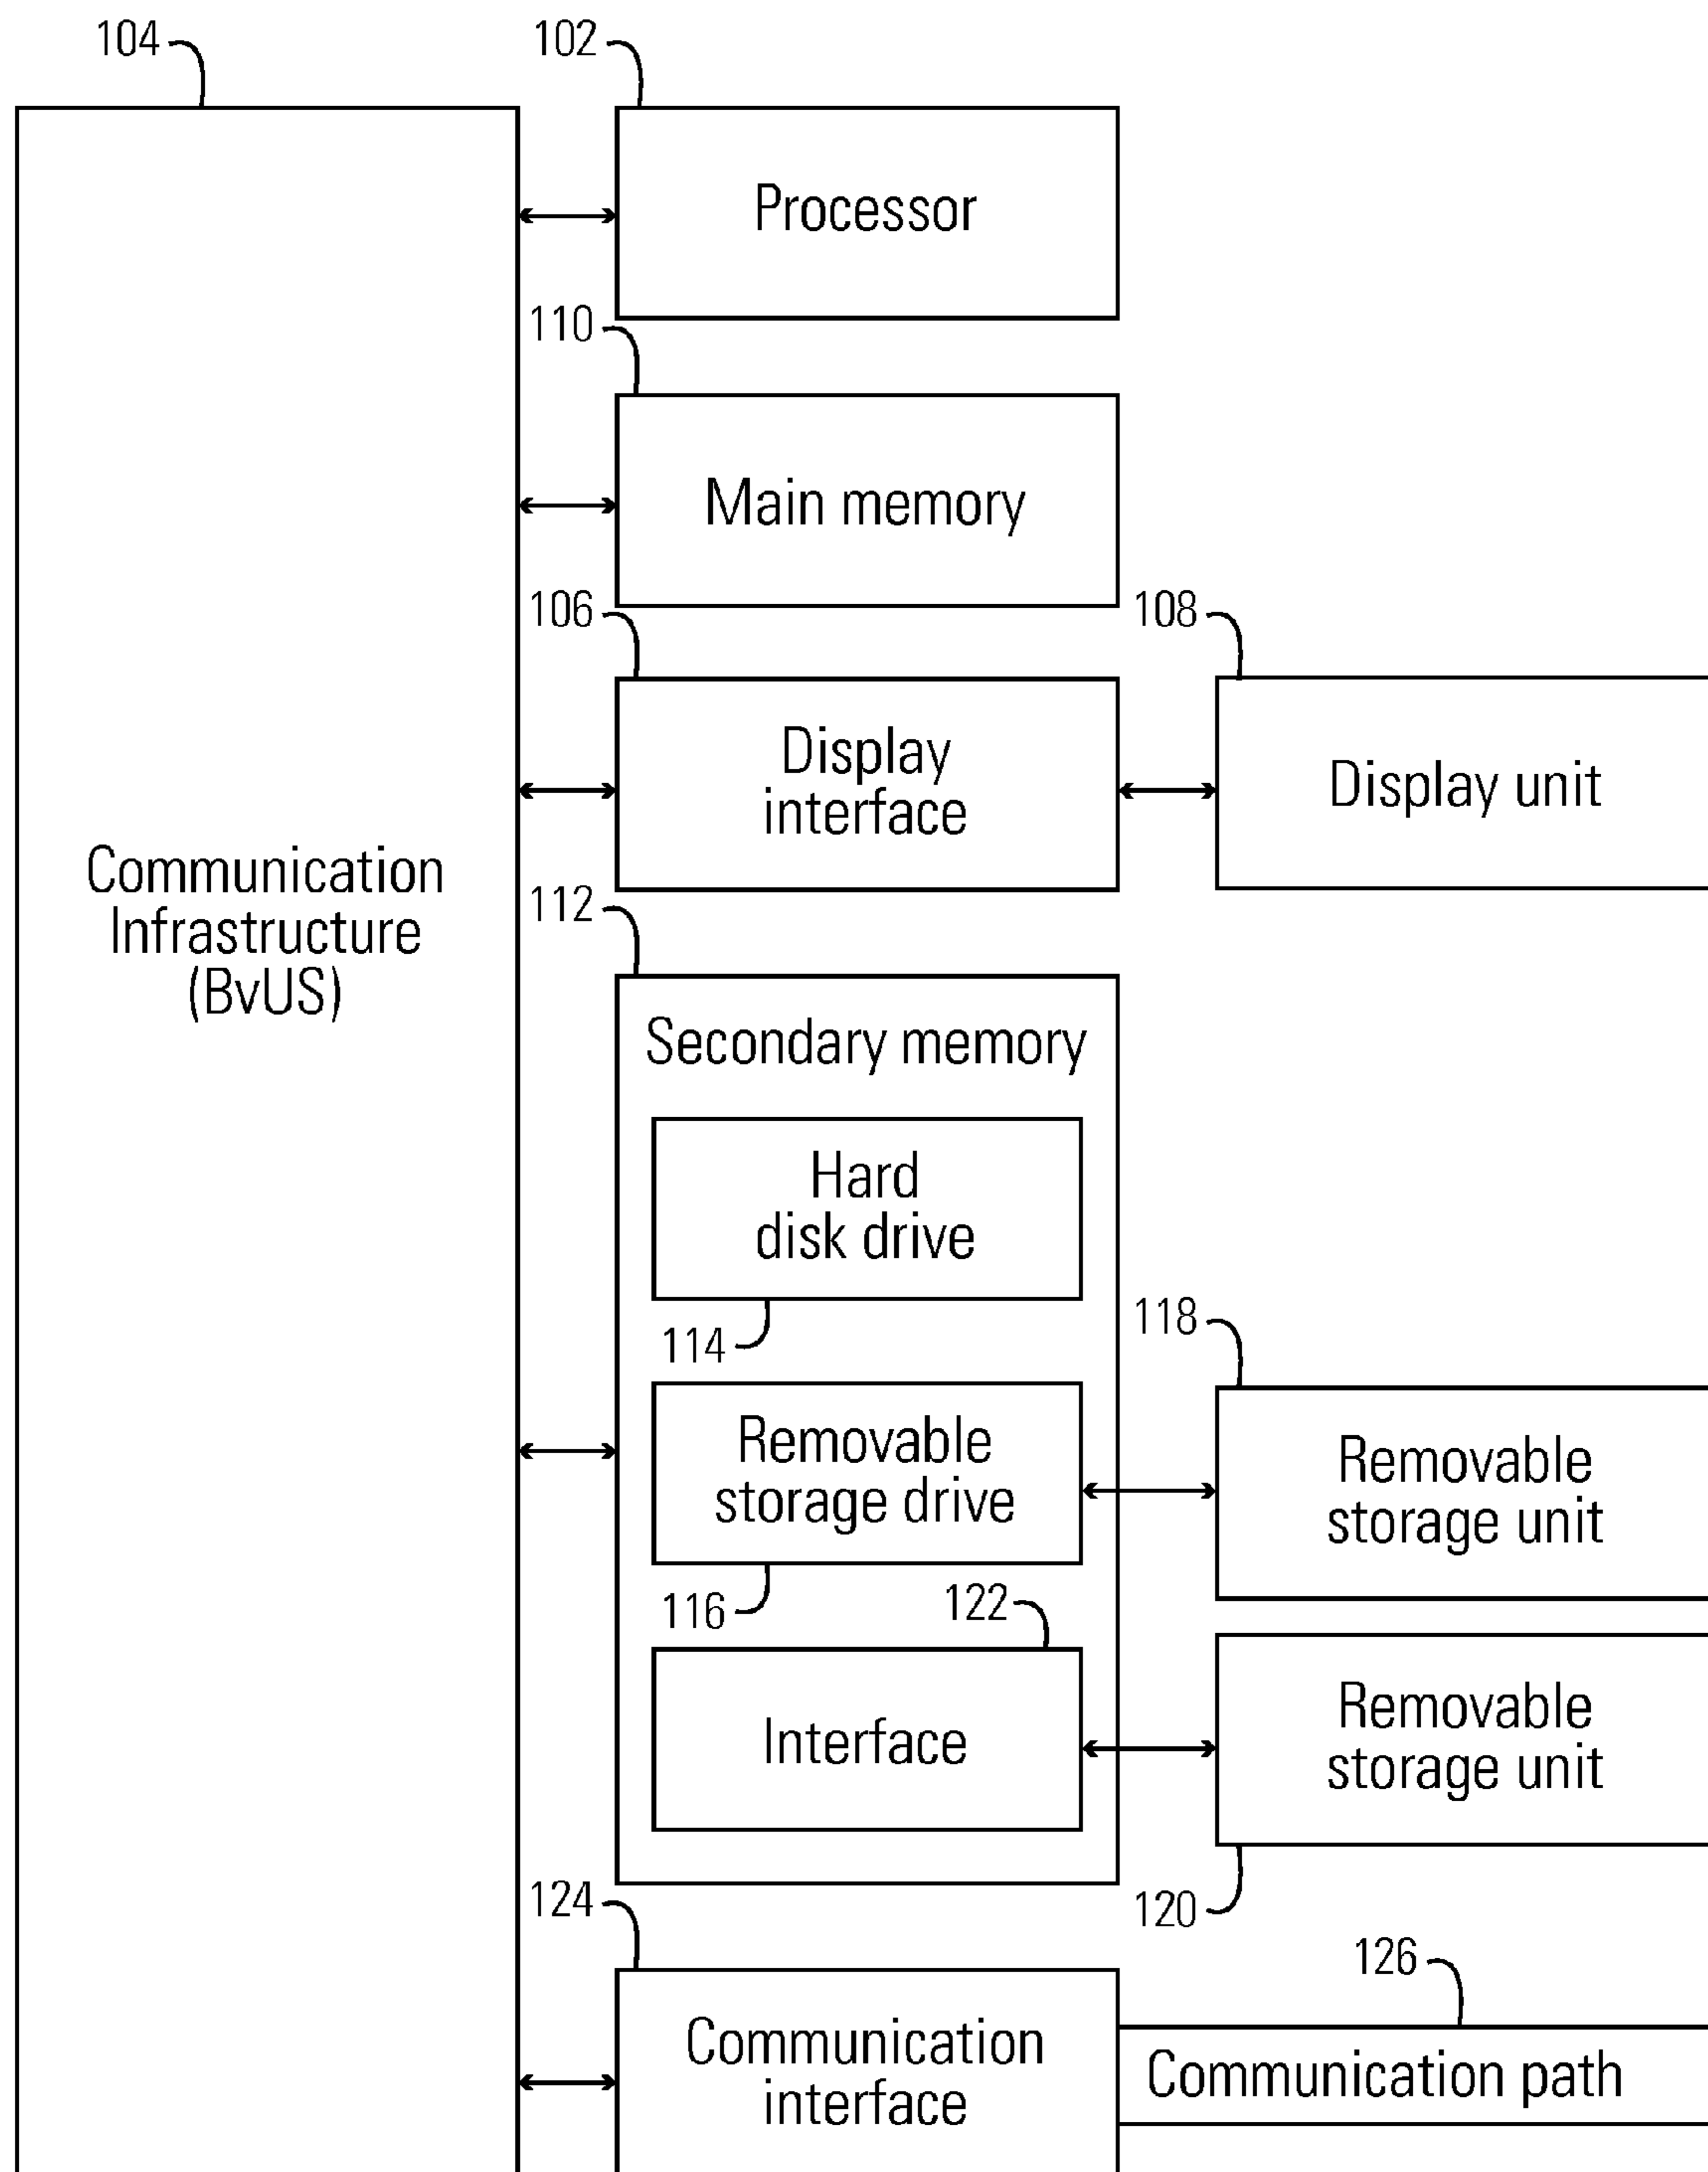 104
102
Processor
110
Main memory
106
108
Display
interface
Display unit
Communication
Infrastructure
(BvUS)
112
Secondary memory
Hard
disk drive
114
118
Removable
storage drive
Removable
storage unit
116
122
Interface
Removable
storage unit
120
124
126
Communication
interface
Communication path